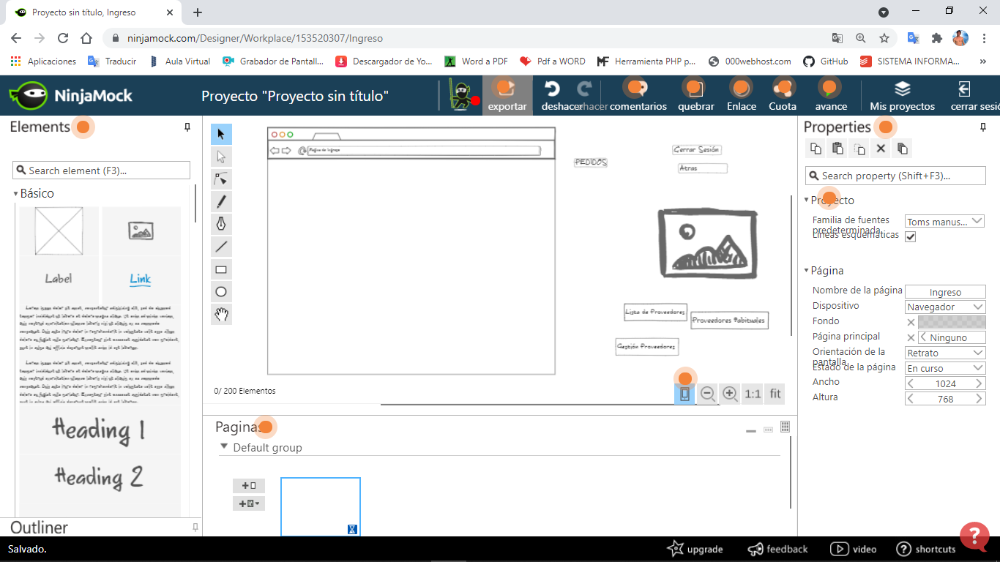 Proyecto sin título, Ingreso
ninjamock.com/Designer/Workplace/153520307/Ingreso
Aplicaciones Traducir Aula Virtual Grabador de Pantall... Descargador de Yo... Word a PDF Pdf a WORD Herramienta PHP p... 000webhost.com GitHub SISTEMA INFORMA... »
NinjaMock Proyecto "Proyecto sin título" exportar deshacer comentarios quebrar Enlace Cuota avance Mis proyectos cerrar sesi
Elements
Search element (F3)...
Básico
Label Link
Heading 1
Heading 2
Outliner
Página de Ingreso
PEDIDOS
Cerrar Sesión
Atras
Lista de Proveedores
Proveedores Habituales
Gestión Proveedores
0/ 200 Elementos
1:1 fit
Paginas
Default group
Properties
Search property (Shift+F3)...
Proyecto
Familia de fuentes predeterminada Toms manus...
Líneas esquemáticas
Página
Nombre de la página Ingreso
Dispositivo Navegador
Fondo
Página principal Ninguno
Orientación de la pantalla Retrato
Estado de la página En curso
Ancho 1024
Altura 768
Salvado. upgrade feedback video shortcuts